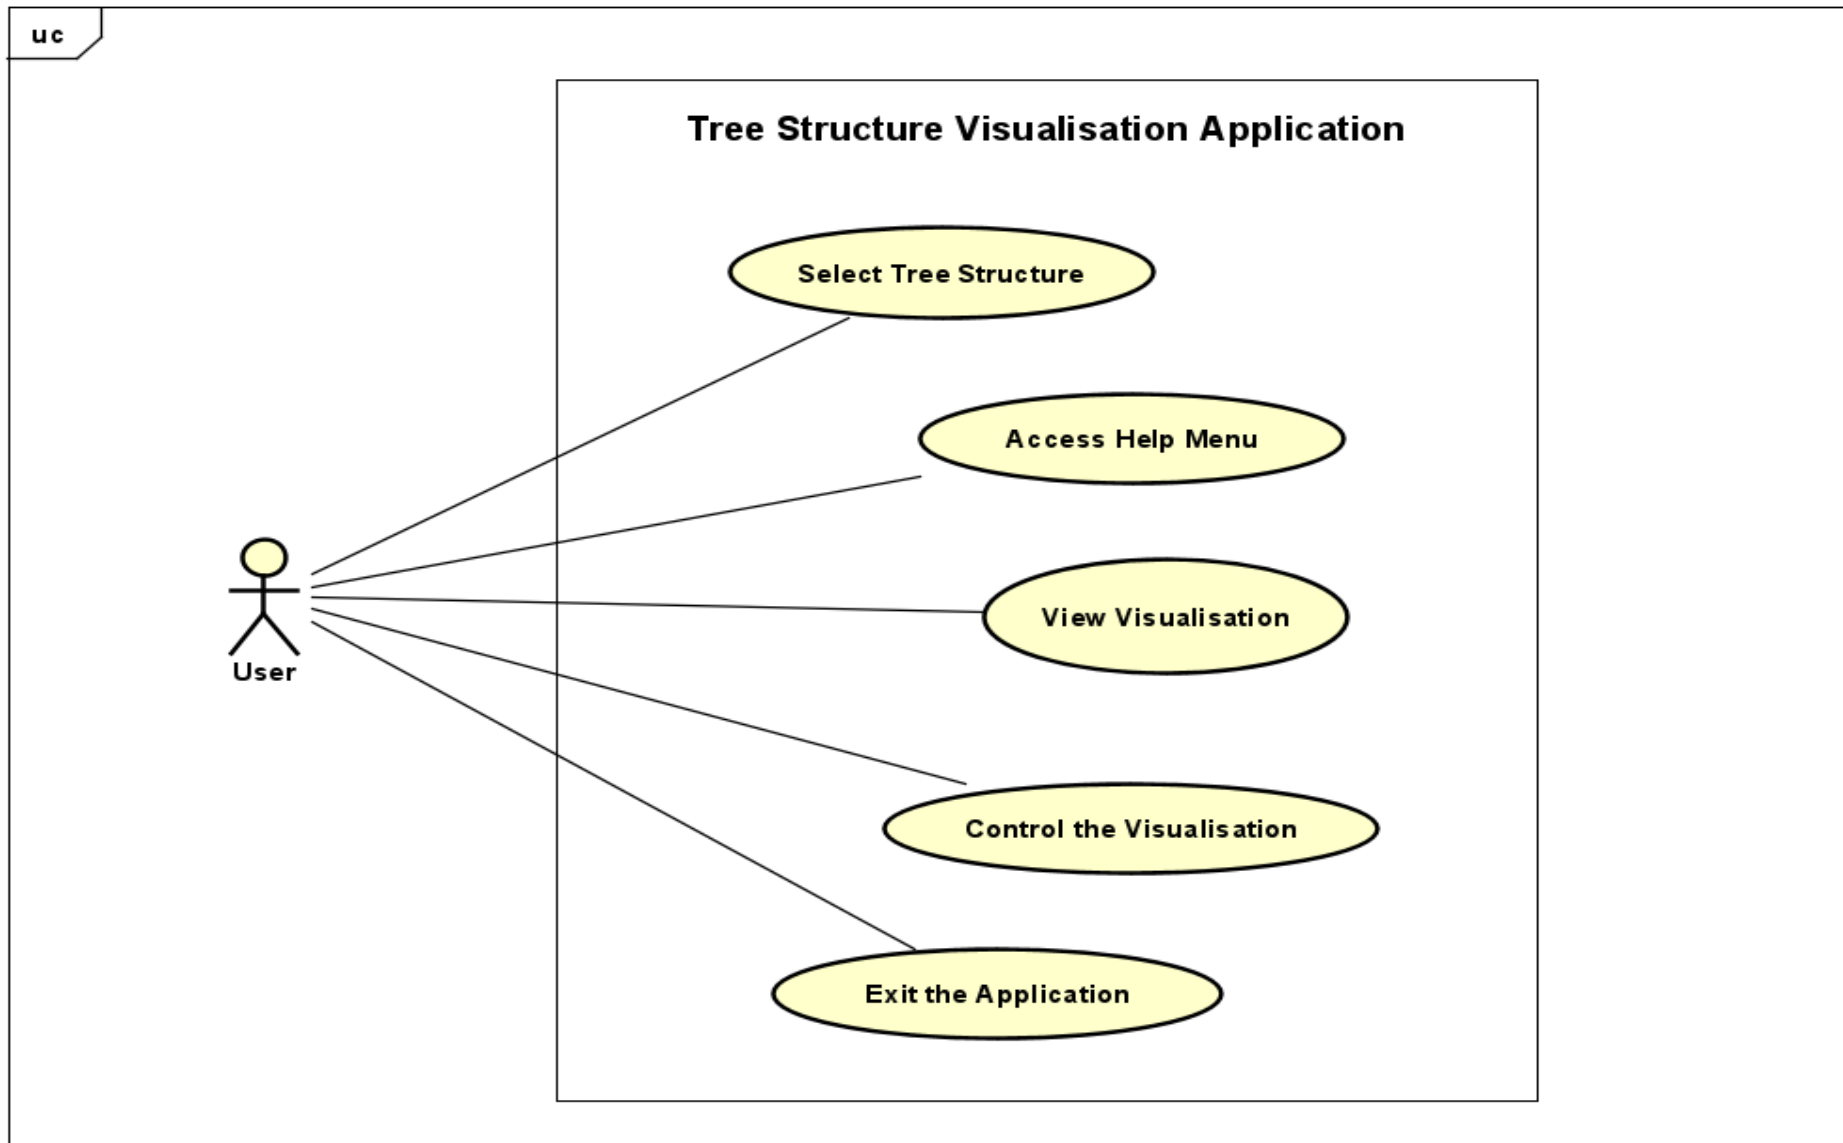 uc
Tree Structure Visualisation Application
Select Tree Structure
Access Help Menu
View Visualisation
User
Control the Visualisation
Exit the Application